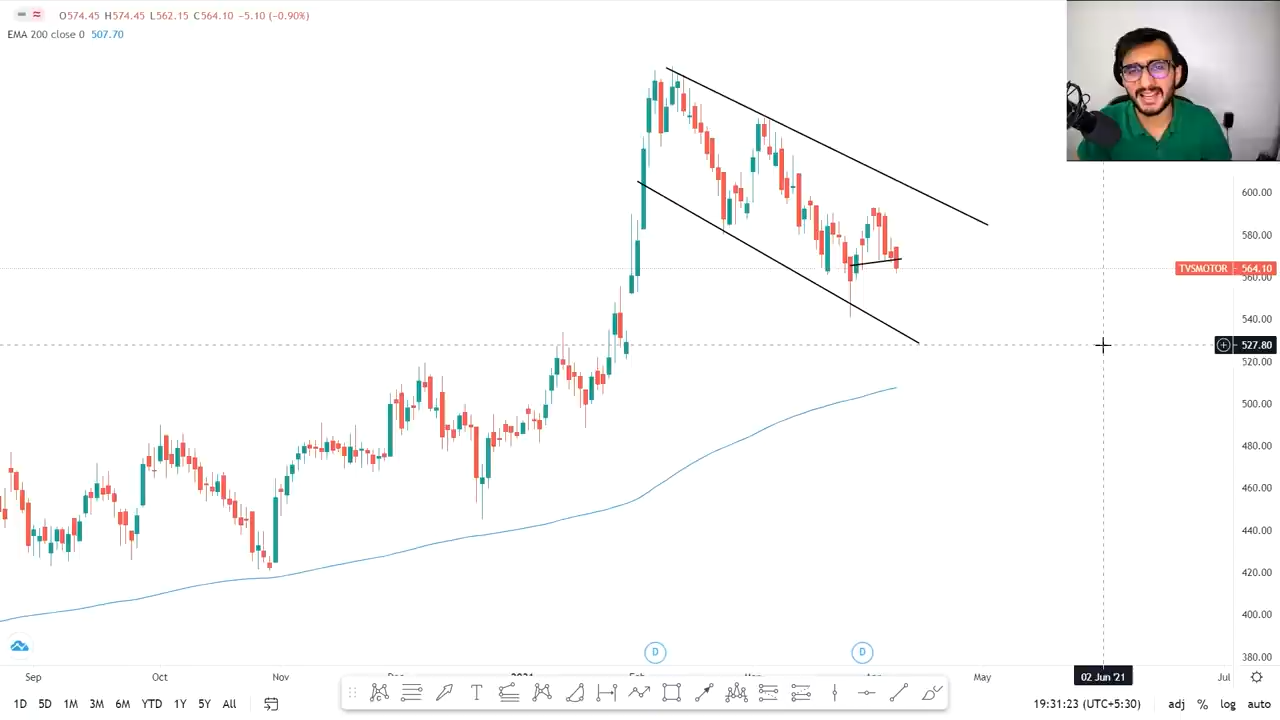 O574.45 H574.45 L562.15 C564.10 −5.10 (−0.90%)
EMA 200 close 0 507.70
600.00
580.00
TVSMOTOR 564.10
560.00
540.00
527.80
520.00
500.00
480.00
460.00
440.00
420.00
400.00
380.00
D D
Sep Oct Nov Dec 2021 Feb Mar Apr May 02 Jun '21 Jul
1D 5D 1M 3M 6M YTD 1Y 5Y All
T
19:31:23 (UTC+5:30) adj % log auto